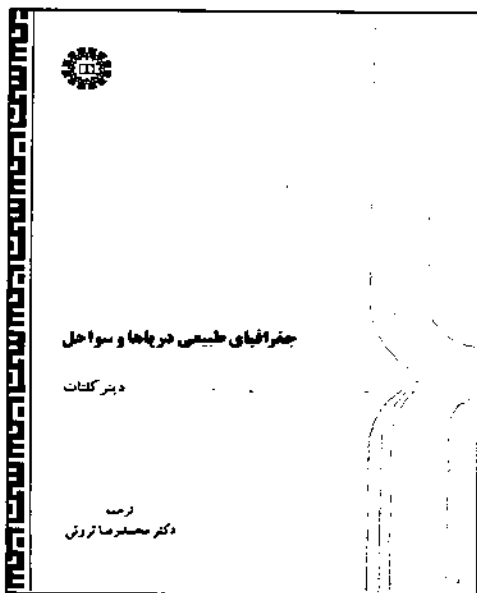 جغرافیای طبیعی دریاها و سواحل
دیتر کلتات
ترجمه
دکتر محمدرضا ثروتی